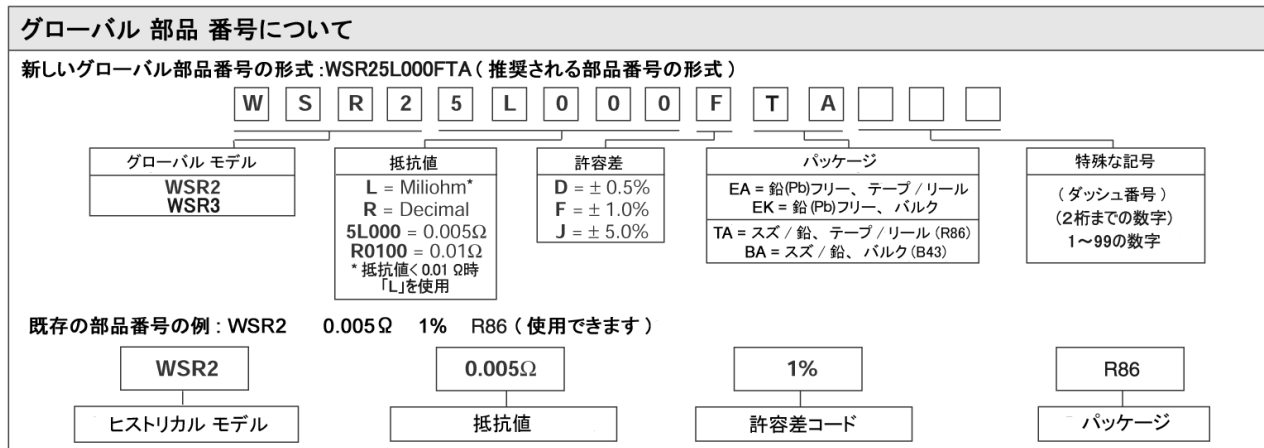 グローバル 部品 番号について
新しいグローバル部品番号の形式 :WSR25L000FTA ( 推奨される部品番号の形式 )
W S R 2 5 L 0 0 0 F T A
グローバル モデル
WSR2
WSR3
抵抗値
L = Miliohm*
R = Decimal
5L000 = 0.005Ω
R0100 = 0.01Ω
* 抵抗値< 0.01 Ω時
「L」を使用
許容差
D = ± 0.5%
F = ± 1.0%
J = ± 5.0%
パッケージ
EA = 鉛(Pb)フリー、 テープ / リール
EK = 鉛(Pb)フリー、 バルク
TA = スズ / 鉛、 テープ / リール (R86)
BA = スズ / 鉛、 バルク (B43)
特殊な記号
( ダッシュ番号 )
(2桁までの数字)
1～99の数字
既存の部品番号の例 : WSR2 0.005Ω 1% R86 ( 使用できます )
WSR2 0.005Ω 1% R86
ヒストリカル モデル 抵抗値 許容差コード パッケージ